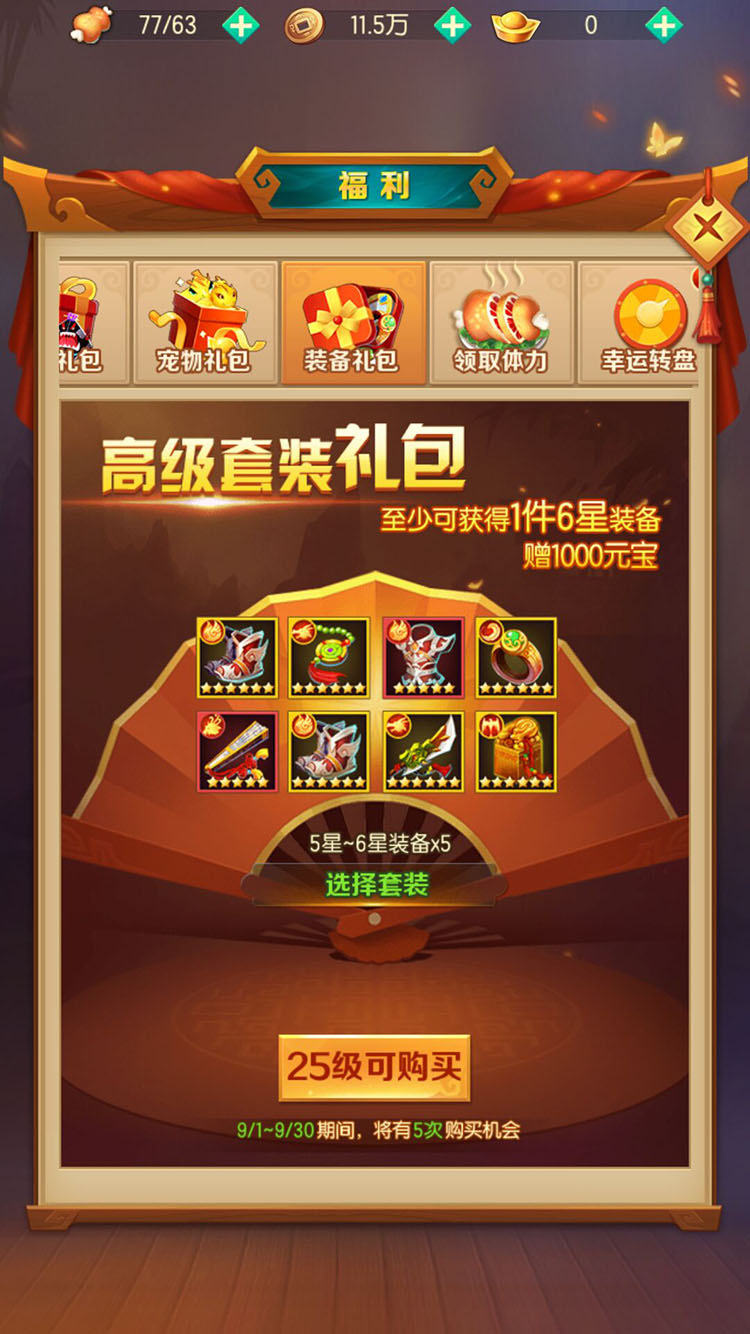 77/63
11.5万
0
福利
礼包
宠物礼包
装备礼包
领取体力
幸运转盘
高级套装礼包
至少可获得1件6星装备
赠1000元宝
5星~6星装备x5
选择套装
25级可购买
9/1~9/30期间，将有5次购买机会